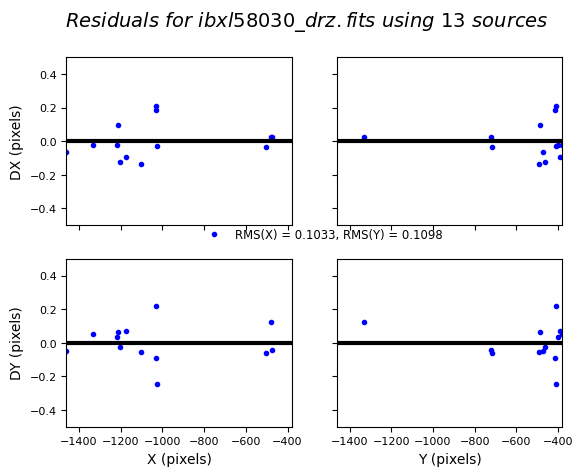 Residuals for ibxl58030_drz.fits using 13 sources
0.4
0.2
0.0
−0.2
−0.4
DX (pixels)
RMS(X) = 0.1033, RMS(Y) = 0.1098
0.4
0.2
0.0
−0.2
−0.4
DY (pixels)
−1400 −1200 −1000 −800 −600 −400
−1400 −1200 −1000 −800 −600 −400
X (pixels)
Y (pixels)